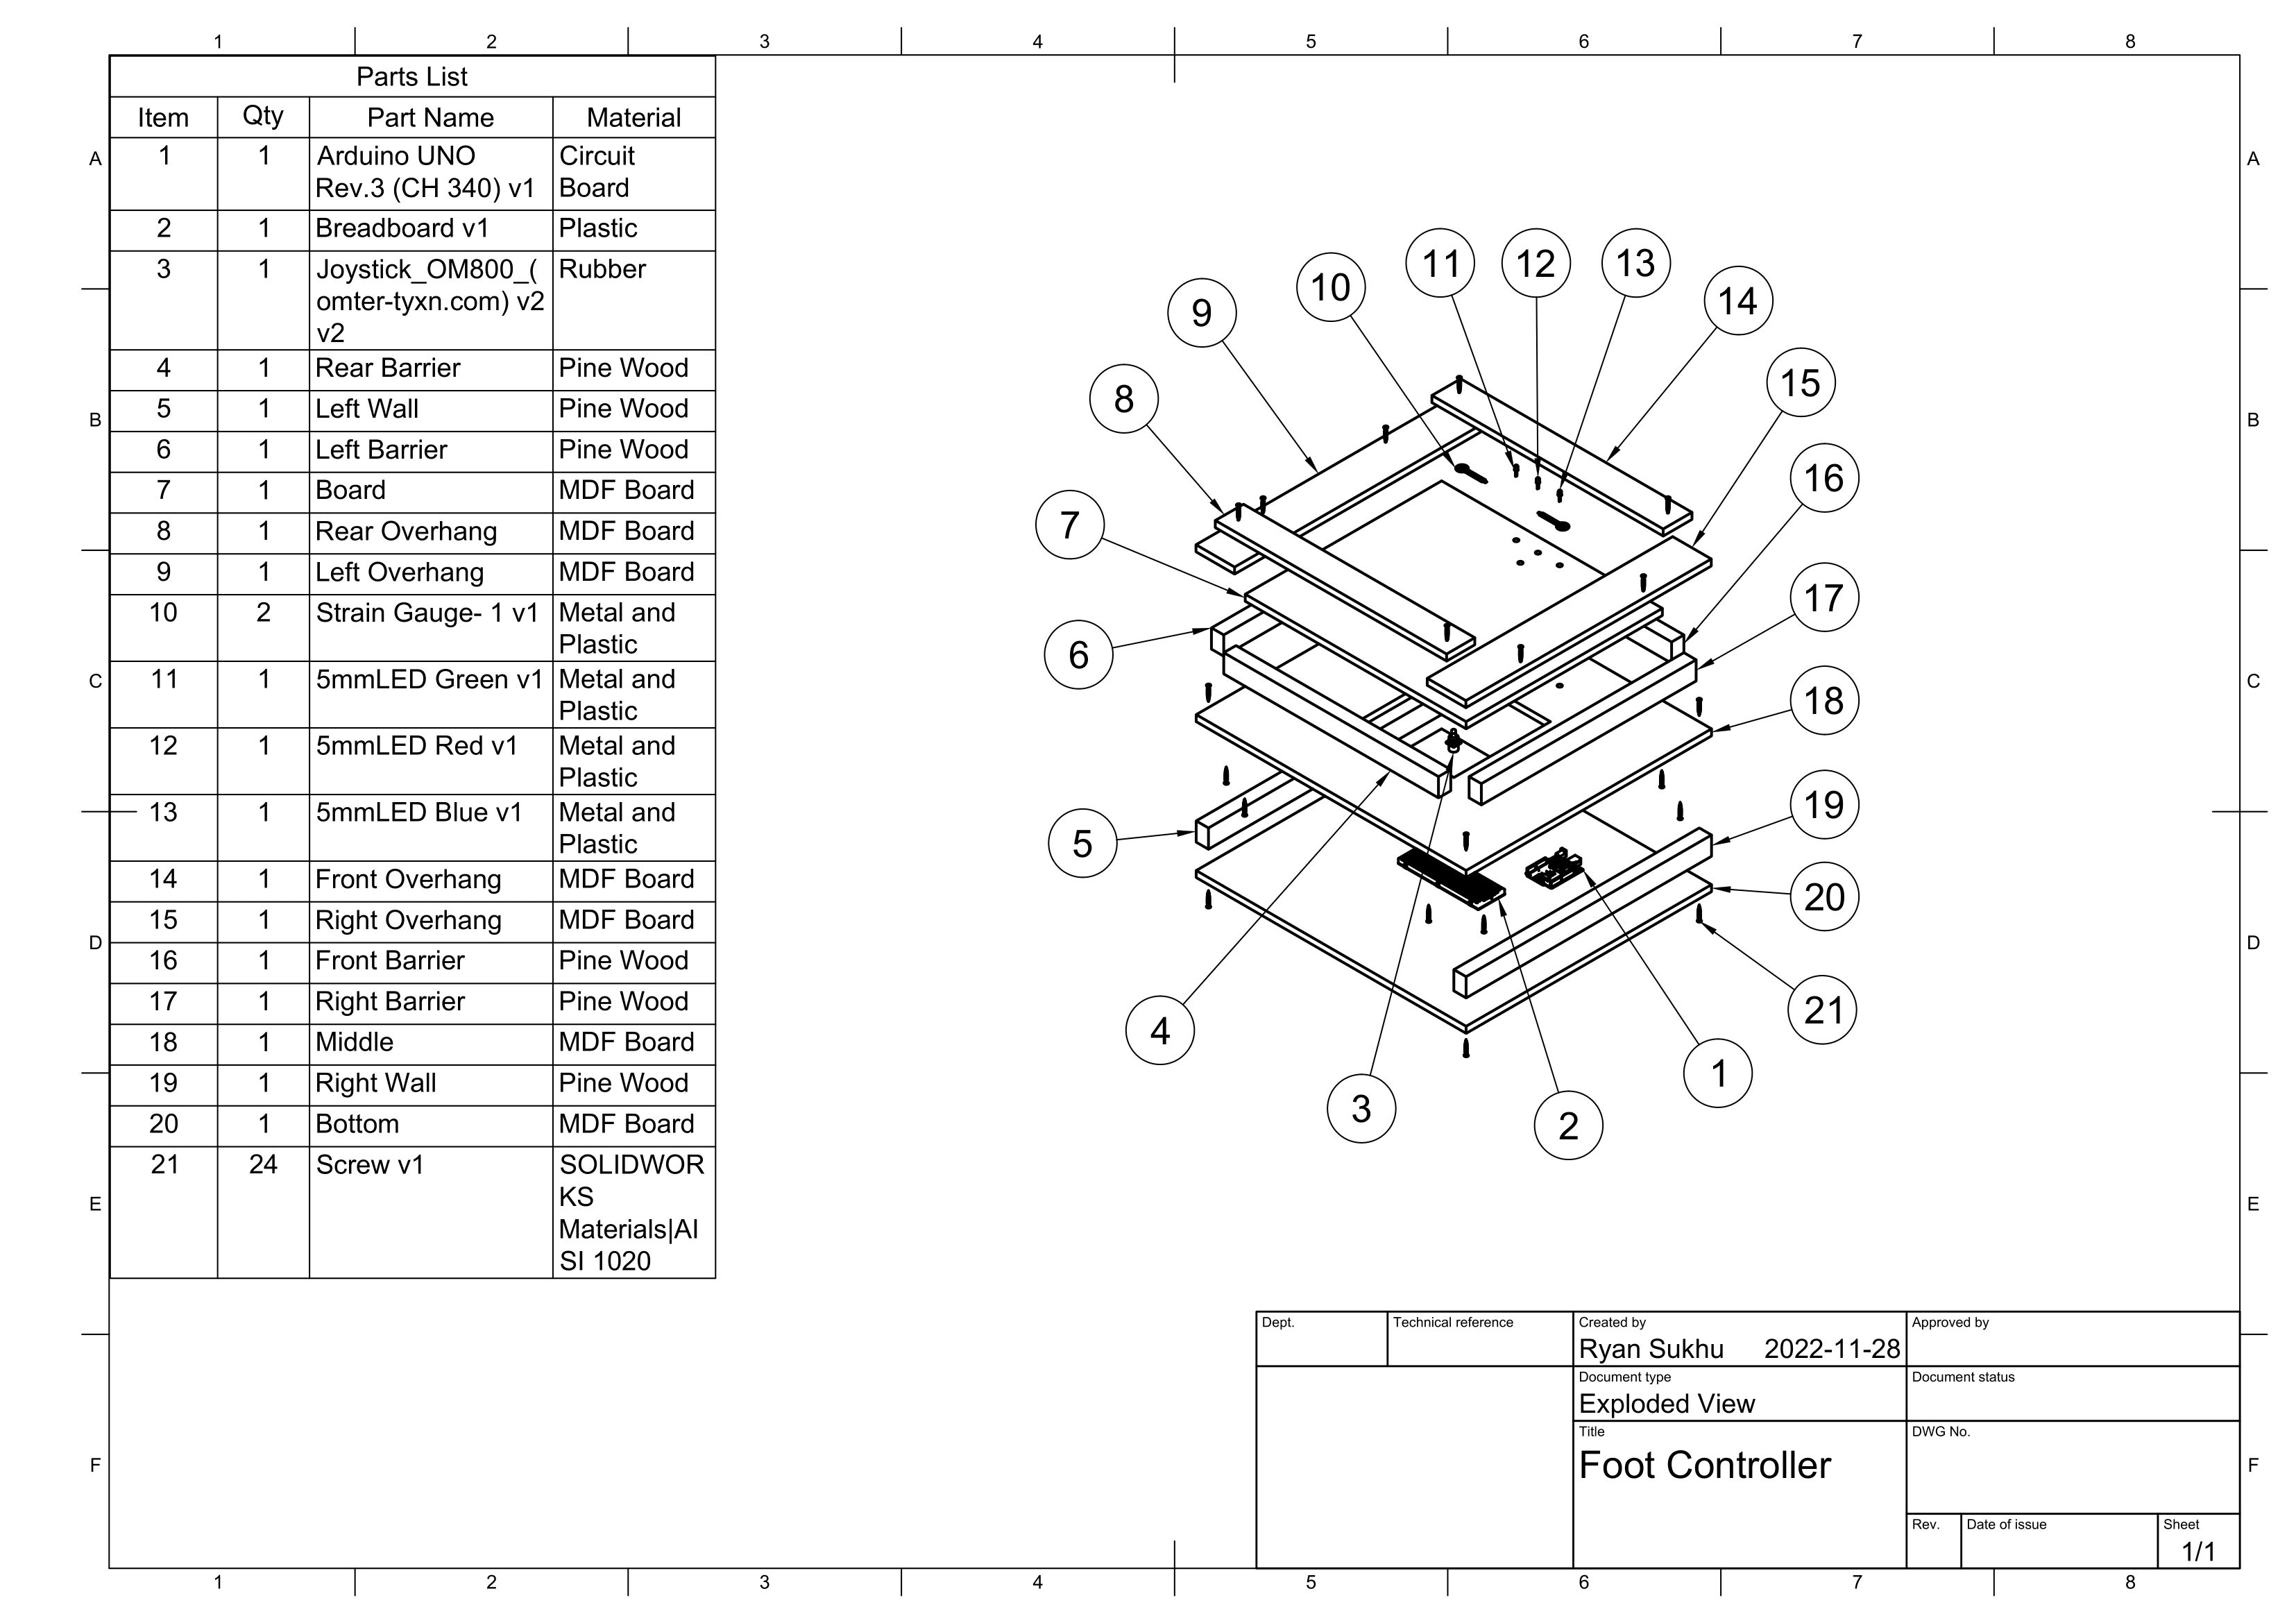 1 2 3 4 5 6 7 8
Parts List
Item Qty Part Name Material
1 1 Arduino UNO Circuit
Rev.3 (CH 340) v1 Board
2 1 Breadboard v1 Plastic
3 1 Joystick_OM800_( Rubber
omter-tyxn.com) v2
v2
4 1 Rear Barrier Pine Wood
5 1 Left Wall Pine Wood
6 1 Left Barrier Pine Wood
7 1 Board MDF Board
8 1 Rear Overhang MDF Board
9 1 Left Overhang MDF Board
10 2 Strain Gauge- 1 v1 Metal and
Plastic
11 1 5mmLED Green v1 Metal and
Plastic
12 1 5mmLED Red v1 Metal and
Plastic
13 1 5mmLED Blue v1 Metal and
Plastic
14 1 Front Overhang MDF Board
15 1 Right Overhang MDF Board
16 1 Front Barrier Pine Wood
17 1 Right Barrier Pine Wood
18 1 Middle MDF Board
19 1 Right Wall Pine Wood
20 1 Bottom MDF Board
21 24 Screw v1 SOLIDWOR
KS
Materials|AI
SI 1020
A
B
C
D
E
F
11 12 13
10 14
9
15
8
16
7
17
6
18
19
5
20
21
4
1
3
2
A
B
C
D
E
F
Dept. Technical reference Created by Approved by
Ryan Sukhu 2022-11-28
Document type Document status
Exploded View
Title DWG No.
Foot Controller
Rev. Date of issue Sheet
1/1
1 2 3 4 5 6 7 8